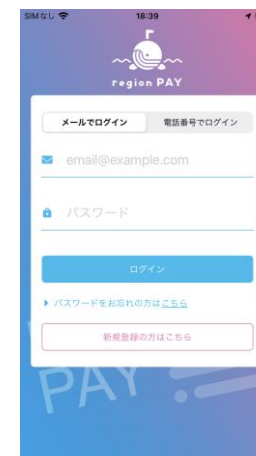 SIMなし 18:39
region PAY
メールでログイン 電話番号でログイン
email@example.com
パスワード
ログイン
パスワードをお忘れの方はこちら
新規登録の方はこちら
PAY